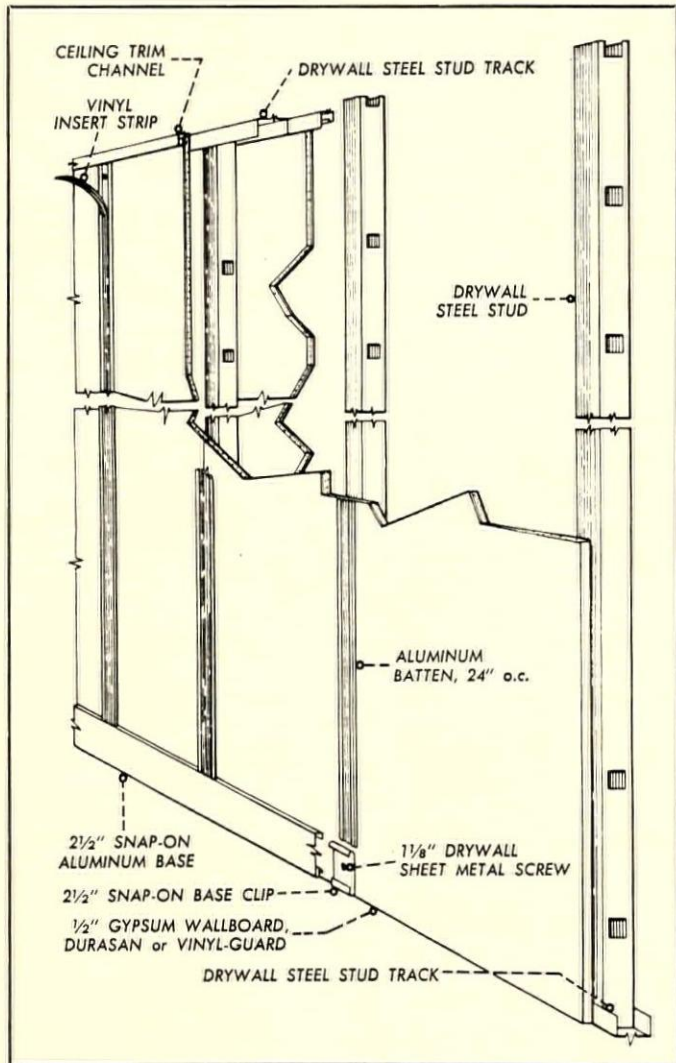 CEILING TRIM
CHANNEL
DRYWALL STEEL STUD TRACK
VINYL
INSERT STRIP
DRYWALL
STEEL STUD
ALUMINUM
BATTEN, 24" o.c.
2½" SNAP-ON
ALUMINUM BASE
1⅛" DRYWALL
SHEET METAL SCREW
2½" SNAP-ON BASE CLIP
½" GYPSUM WALLBOARD,
DURASAN or VINYL-GUARD
DRYWALL STEEL STUD TRACK